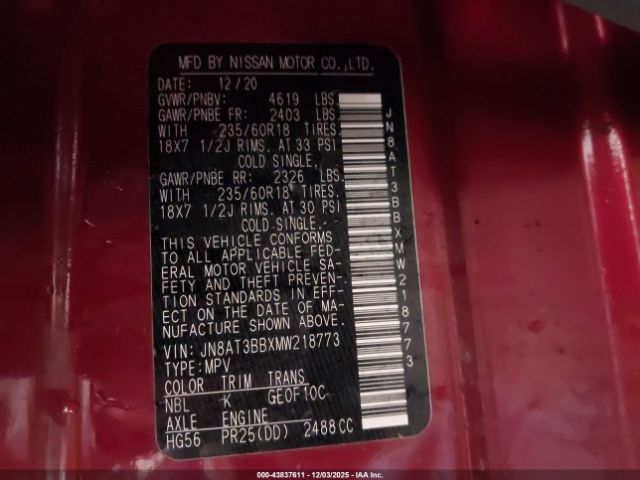 MFD BY NISSAN MOTOR CO.,LTD.
DATE: 12/20
GVWR/PNBV: 4619 LBS.
GAWR/PNBE FR: 2403 LBS.
WITH 235/60R18 TIRES.
18X7 1/2J RIMS. AT 33 PSI
COLD SINGLE.
GAWR/PNBE RR: 2326 LBS.
WITH 235/60R18 TIRES.
18X7 1/2J RIMS. AT 30 PSI
COLD SINGLE.
THIS VEHICLE CONFORMS
TO ALL APPLICABLE FED-
ERAL MOTOR VEHICLE SA-
FETY AND THEFT PREVEN-
TION STANDARDS IN EFF-
ECT ON THE DATE OF MA-
NUFACTURE SHOWN ABOVE.
VIN: JN8AT3BBXMW218773
TYPE: MPV
COLOR TRIM TRANS
NBL K GE0F10C
AXLE ENGINE
HG56 PR25(DD) 2488CC
JN8AT3BBXMW218773
000-43837611 - 12/03/2025 - IAA Inc.